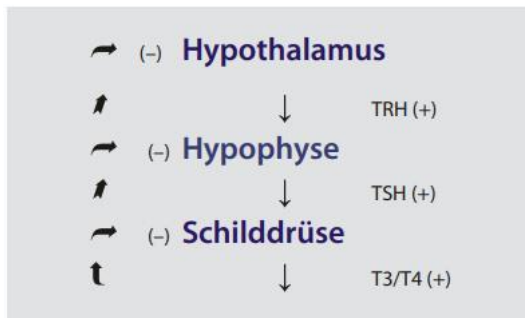 (–) Hypothalamus
TRH (+)
(–) Hypophyse
TSH (+)
(–) Schilddrüse
T3/T4 (+)